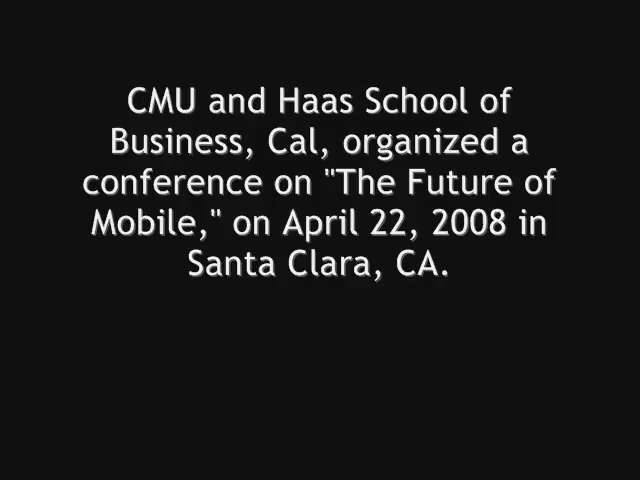 CMU and Haas School of
Business, Cal, organized a
conference on "The Future of
Mobile," on April 22, 2008 in
Santa Clara, CA.